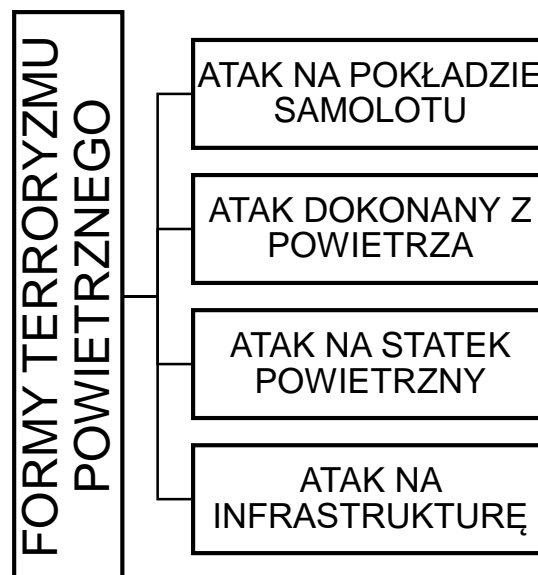 FORMY TERRORYZMU
POWIETRZNEGO
ATAK NA POKŁADZIE
SAMOLOTU
ATAK DOKONANY Z
POWIETRZA
ATAK NA STATEK
POWIETRZNY
ATAK NA
INFRASTRUKTURĘ